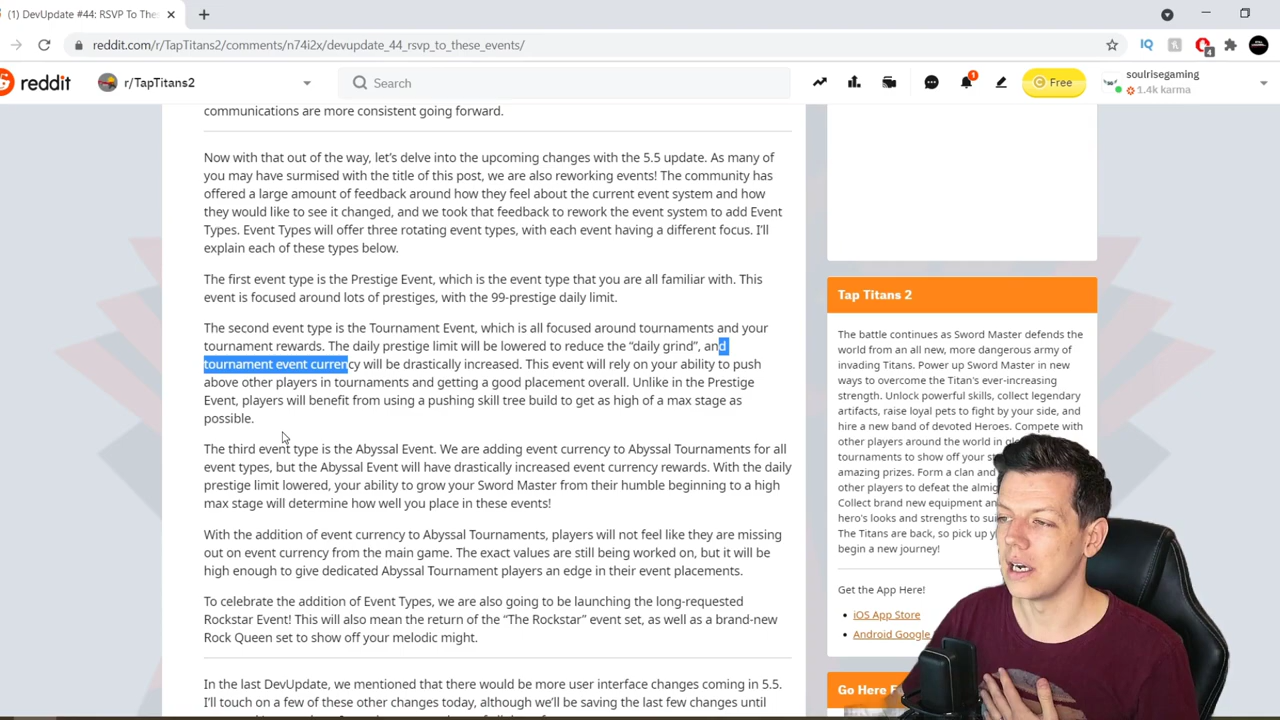 (1) DevUpdate #44: RSVP To Thes
reddit.com/r/TapTitans2/comments/n74i2x/devupdate_44_rsvp_to_these_events/
IQ
4
reddit
r/TapTitans2
Search
1
Free
soulrisegaming
1.4k karma
communications are more consistent going forward.
Now with that out of the way, let's delve into the upcoming changes with the 5.5 update. As many of
you may have surmised with the title of this post, we are also reworking events! The community has
offered a large amount of feedback around how they feel about the current event system and how
they would like to see it changed, and we took that feedback to rework the event system to add Event
Types. Event Types will offer three rotating event types, with each event having a different focus. I'll
explain each of these types below.
The first event type is the Prestige Event, which is the event type that you are all familiar with. This
event is focused around lots of prestiges, with the 99-prestige daily limit.
The second event type is the Tournament Event, which is all focused around tournaments and your
tournament rewards. The daily prestige limit will be lowered to reduce the “daily grind”, and
tournament event currency will be drastically increased. This event will rely on your ability to push
above other players in tournaments and getting a good placement overall. Unlike in the Prestige
Event, players will benefit from using a pushing skill tree build to get as high of a max stage as
possible.
The third event type is the Abyssal Event. We are adding event currency to Abyssal Tournaments for all
event types, but the Abyssal Event will have drastically increased event currency rewards. With the daily
prestige limit lowered, your ability to grow your Sword Master from their humble beginning to a high
max stage will determine how well you place in these events!
With the addition of event currency to Abyssal Tournaments, players will not feel like they are missing
out on event currency from the main game. The exact values are still being worked on, but it will be
high enough to give dedicated Abyssal Tournament players an edge in their event placements.
To celebrate the addition of Event Types, we are also going to be launching the long-requested
Rockstar Event! This will also mean the return of the “The Rockstar” event set, as well as a brand-new
Rock Queen set to show off your melodic might.
In the last DevUpdate, we mentioned that there would be more user interface changes coming in 5.5.
I'll touch on a few of these other changes today, although we'll be saving the last few changes until
Tap Titans 2
The battle continues as Sword Master defends the
world from an all new, more dangerous army of
invading Titans. Power up Sword Master in new
ways to overcome the Titan's ever-increasing
strength. Unlock powerful skills, collect legendary
artifacts, raise loyal pets to fight by your side, and
hire a new band of devoted Heroes. Compete with
other players around the world in
tournaments to show off your
amazing prizes. Form a clan and
other players to defeat the
Collect brand new equipment
hero's looks and strengths to
The Titans are back, so pick up
begin a new journey!
Get the App Here!
iOS App Store
Android Google
Go Here